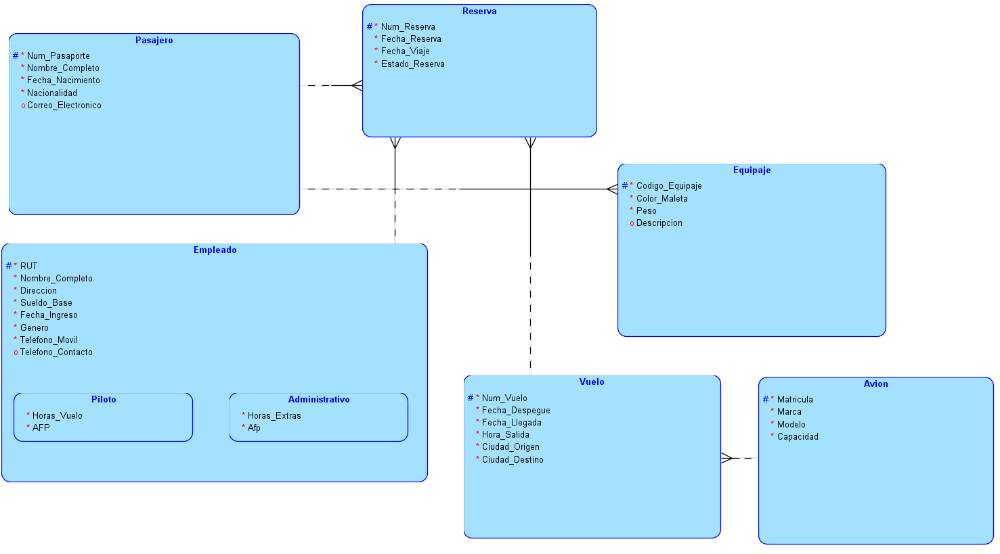 Reserva
# * Num_Reserva
* Fecha_Reserva
* Fecha_Viaje
* Estado_Reserva
Pasajero
# * Num_Pasaporte
* Nombre_Completo
* Fecha_Nacimiento
* Nacionalidad
o Correo_Electronico
Equipaje
# * Codigo_Equipaje
* Color_Maleta
* Peso
o Descripcion
Empleado
# * RUT
* Nombre_Completo
* Direccion
* Sueldo_Base
* Fecha_Ingreso
* Genero
* Telefono_Movil
o Telefono_Contacto
Piloto
* Horas_Vuelo
* AFP
Administrativo
* Horas_Extras
* Afp
Vuelo
# * Num_Vuelo
* Fecha_Despegue
* Fecha_Llegada
* Hora_Salida
* Ciudad_Origen
* Ciudad_Destino
Avion
# * Matricula
* Marca
* Modelo
* Capacidad